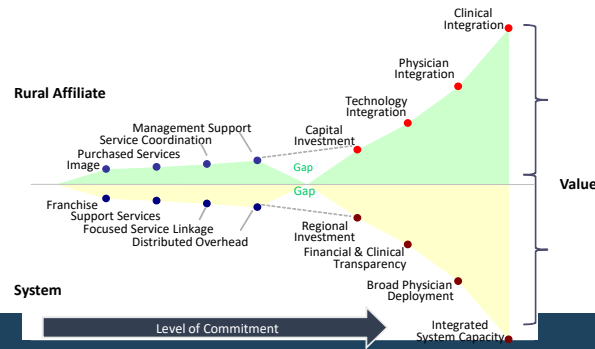 Clinical
Integration
Physician
Integration
Rural Affiliate
Technology
Integration
Management Support
Service Coordination
Capital
Investment
Purchased Services
Image
Gap
Gap
Value
Franchise
Support Services
Focused Service Linkage
Distributed Overhead
Regional
Investment
Financial & Clinical
Transparency
Broad Physician
Deployment
System
Integrated
System Capacity
Level of Commitment